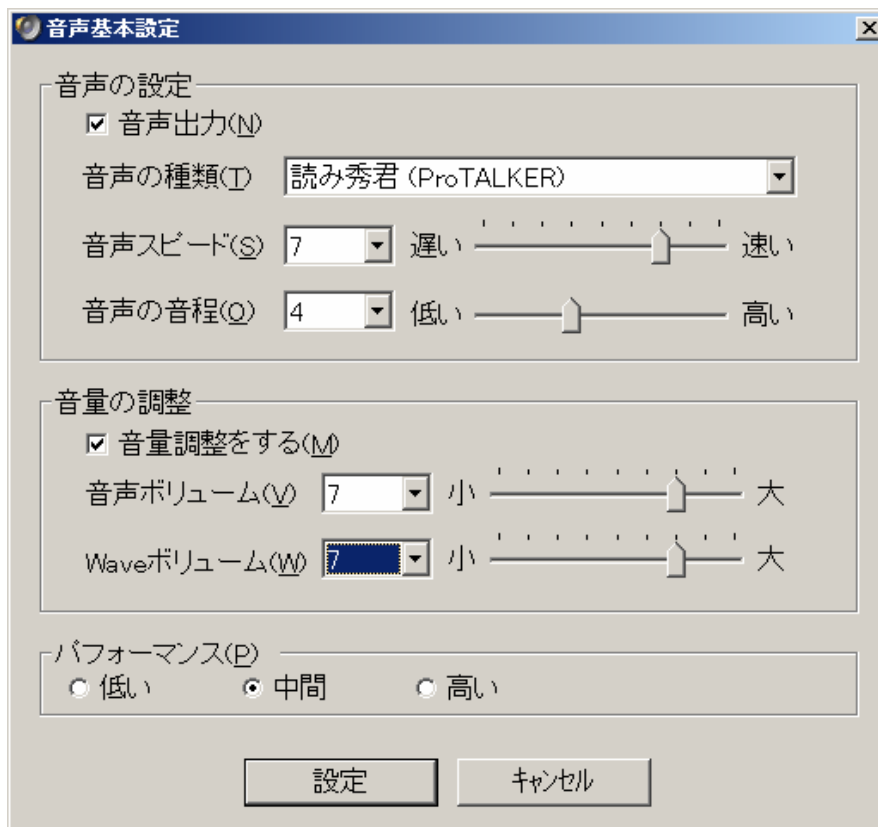 音声基本設定
音声の設定
音声出力(N)
音声の種類(T) 読み秀君 (ProTALKER)
音声スピード(S) 7 遅い 速い
音声の音程(O) 4 低い 高い
音量の調整
音量調整をする(M)
音声ボリューム(V) 7 小 大
Waveボリューム(W) 7 小 大
パフォーマンス(P)
低い 中間 高い
設定 キャンセル